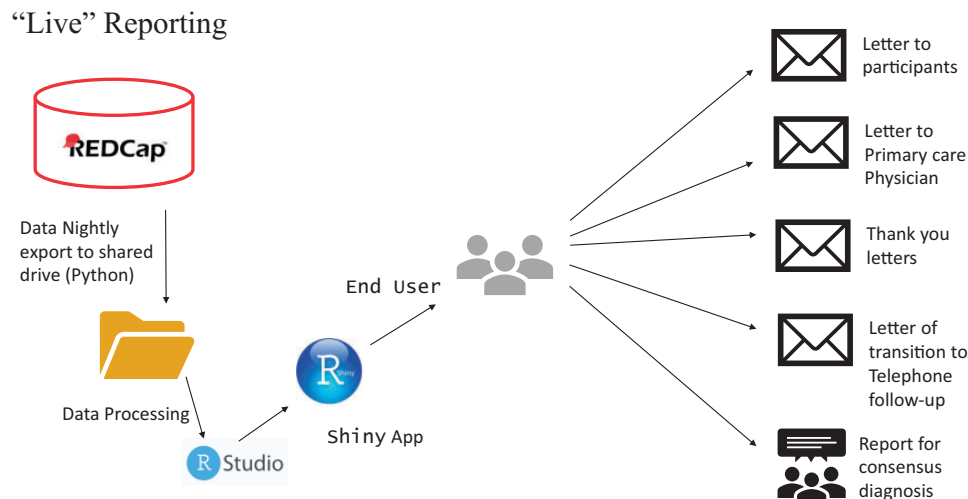 “Live” Reporting
REDCap
Data Nightly
export to shared
drive (Python)
Data Processing
R Studio
R Shiny
Shiny App
End User
Letter to
participants
Letter to
Primary care
Physician
Thank you
letters
Letter of
transition to
Telephone
follow-up
Report for
consensus
diagnosis